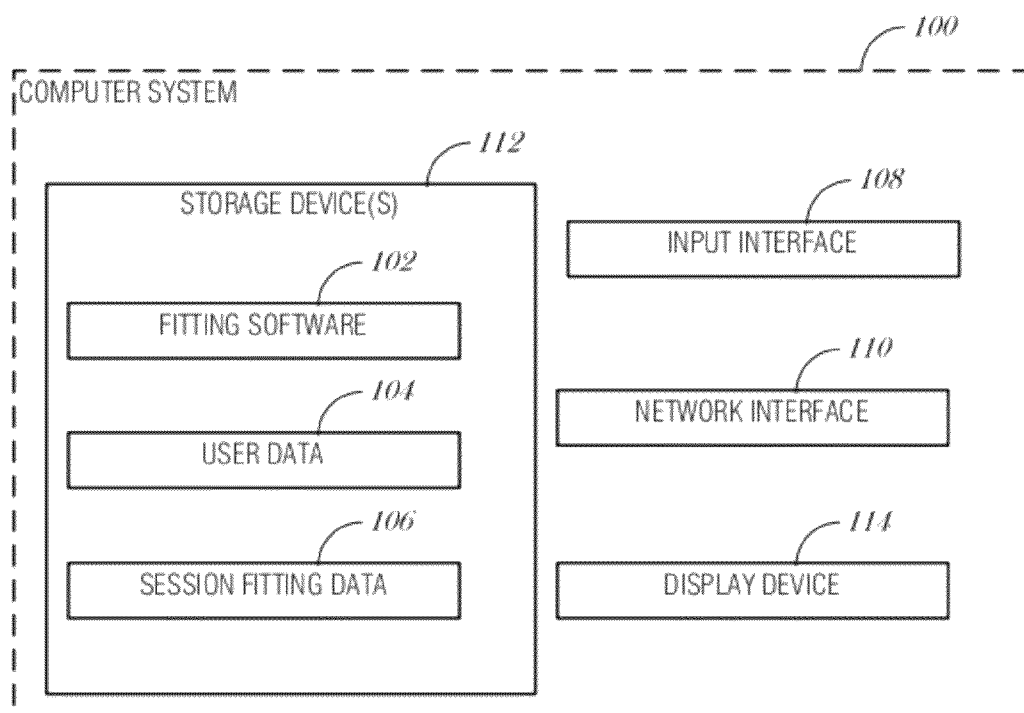 100
COMPUTER SYSTEM
112
STORAGE DEVICE(S)
108
INPUT INTERFACE
102
FITTING SOFTWARE
110
NETWORK INTERFACE
104
USER DATA
106
SESSION FITTING DATA
114
DISPLAY DEVICE